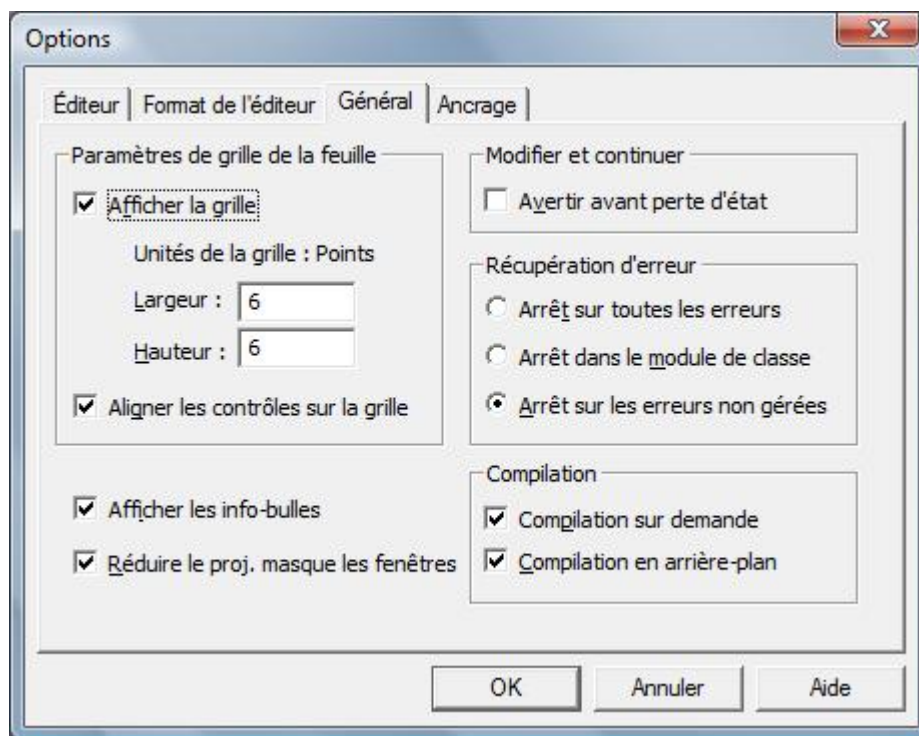 Options
Éditeur
Format de l'éditeur
Général
Ancrage
Paramètres de grille de la feuille
Afficher la grille
Unités de la grille : Points
Largeur : 6
Hauteur : 6
Aligner les contrôles sur la grille
Afficher les info-bulles
Réduire le proj. masque les fenêtres
Modifier et continuer
Avertir avant perte d'état
Récupération d'erreur
Arrêt sur toutes les erreurs
Arrêt dans le module de classe
Arrêt sur les erreurs non gérées
Compilation
Compilation sur demande
Compilation en arrière-plan
OK
Annuler
Aide